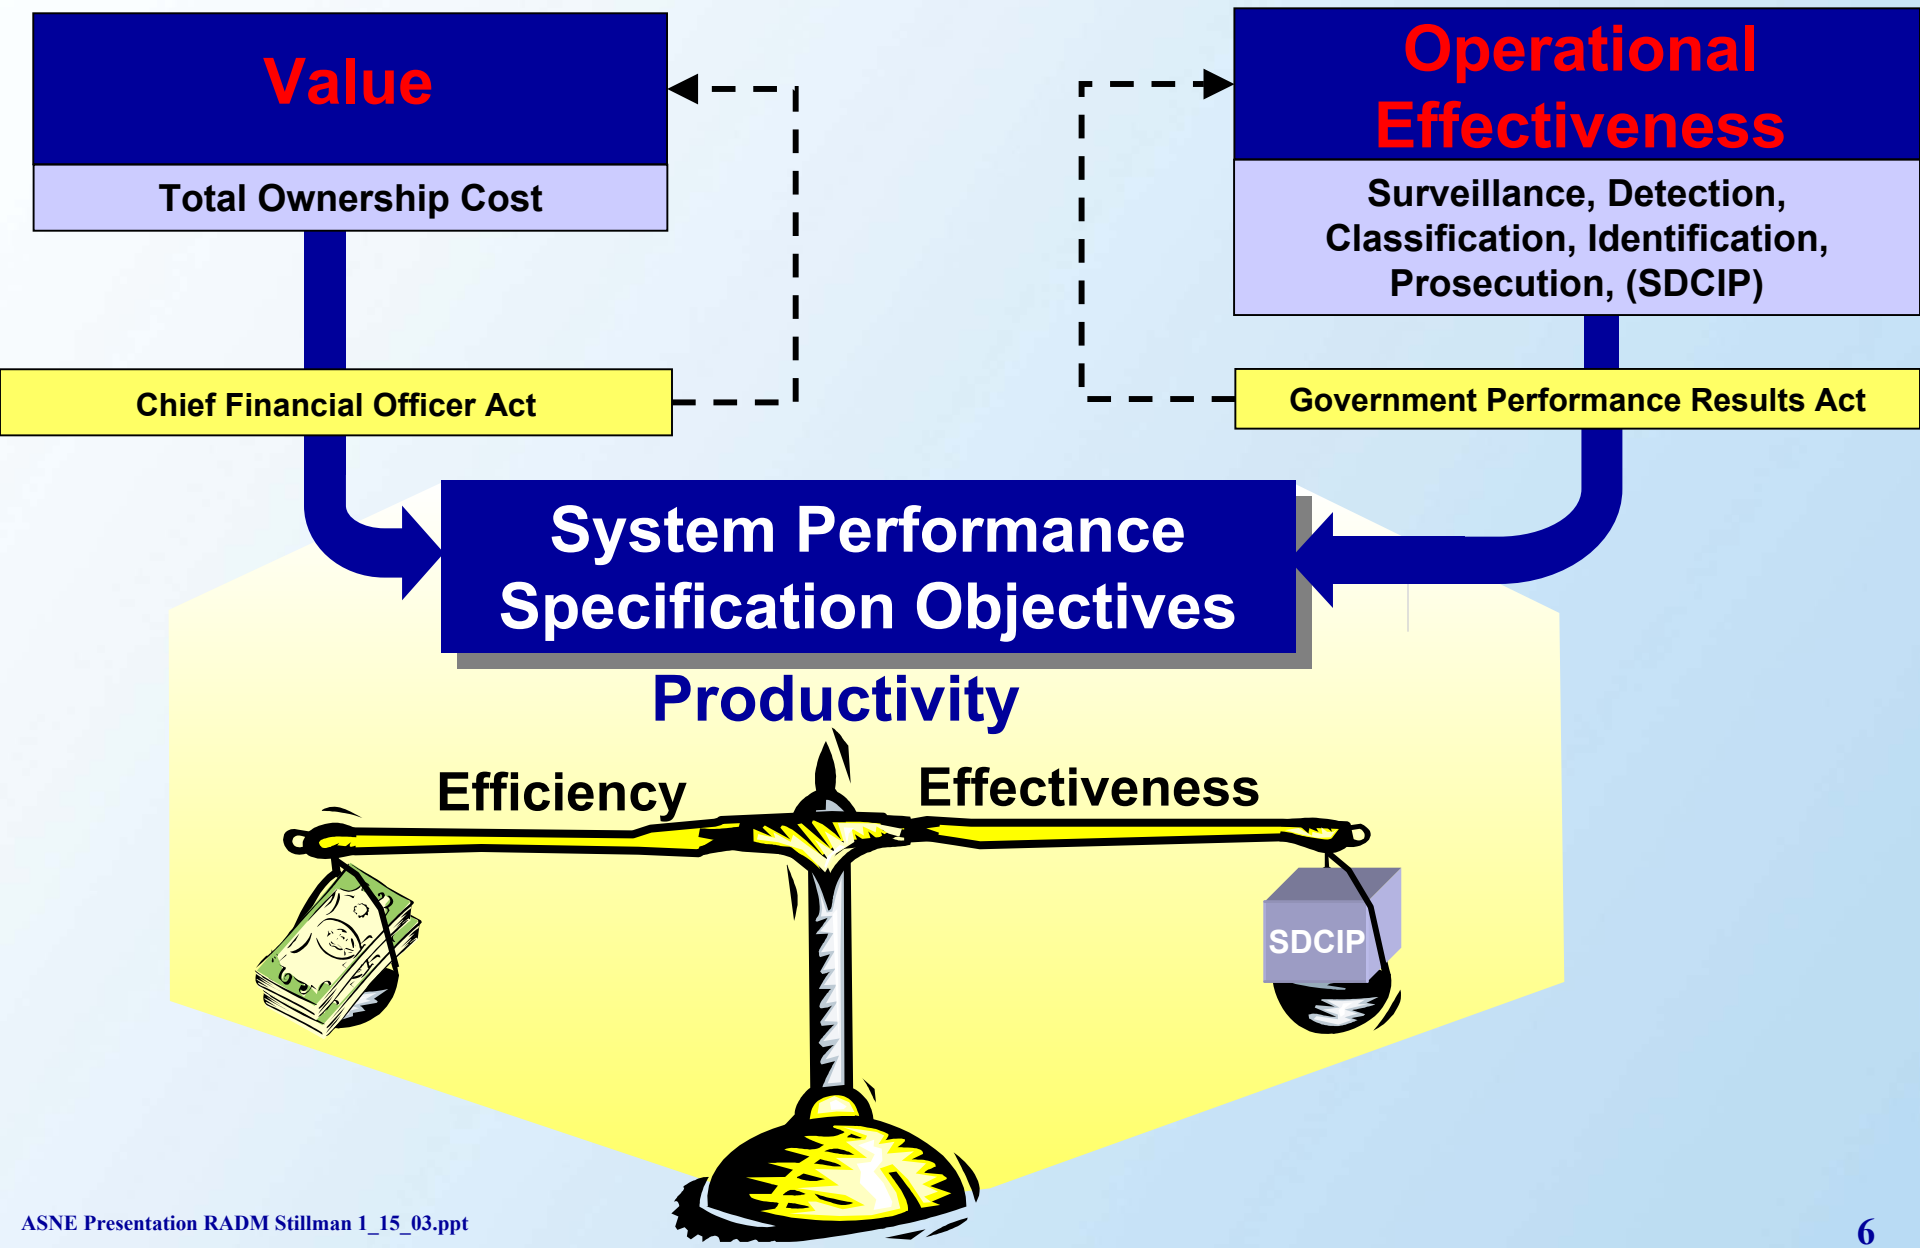 Value
Total Ownership Cost
Chief Financial Officer Act
Operational
Effectiveness
Surveillance, Detection,
Classification, Identification,
Prosecution, (SDCIP)
Government Performance Results Act
System Performance
Specification Objectives
Productivity
Efficiency
Effectiveness
SDCIP
ASNE Presentation RADM Stillman 1_15_03.ppt
6